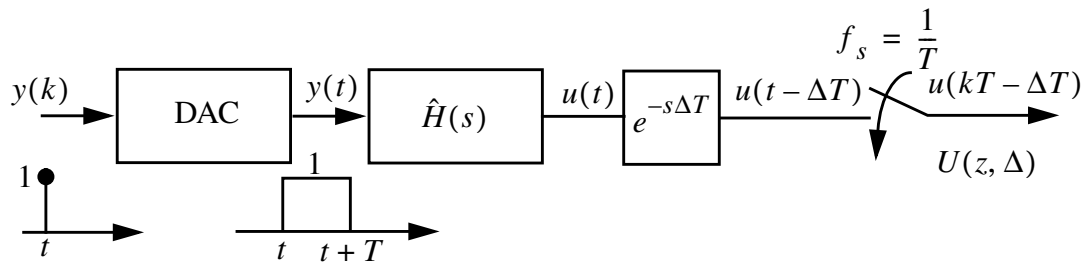 f_s = 1/T
y(k)
DAC
y(t)
Ĥ(s)
u(t)
e^{-sΔT}
u(t − ΔT)
u(kT − ΔT)
U(z, Δ)
1
t
1
t
t + T